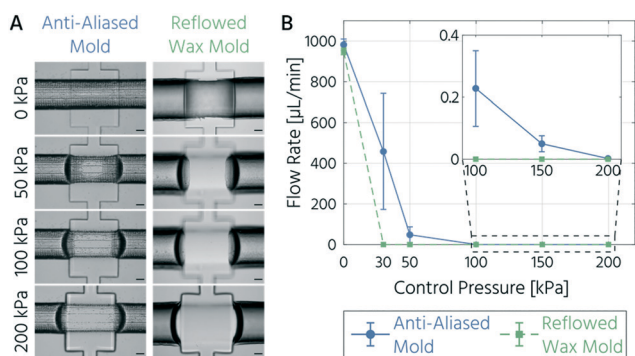 A
Anti-Aliased
Mold
Reflowed
Wax Mold
0 kPa
50 kPa
100 kPa
200 kPa
B
Flow Rate [µL/min]
1000
800
600
400
200
0
0
30
50
100
150
200
Control Pressure [kPa]
0.4
0.2
0
100
150
200
Anti-Aliased
Mold
Reflowed
Wax Mold